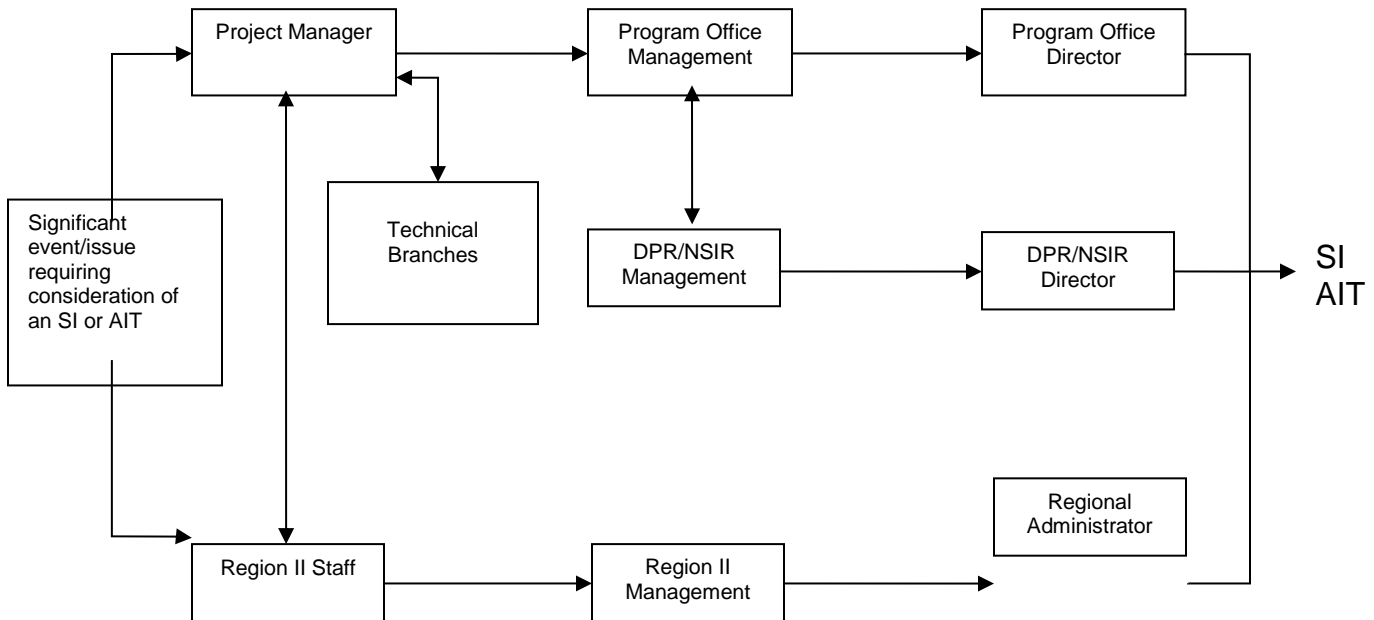 Project Manager
Program Office
Management
Program Office
Director
Significant
event/issue
requiring
consideration of
an SI or AIT
Technical
Branches
DPR/NSIR
Management
DPR/NSIR
Director
SI
AIT
Region II Staff
Region II
Management
Regional
Administrator